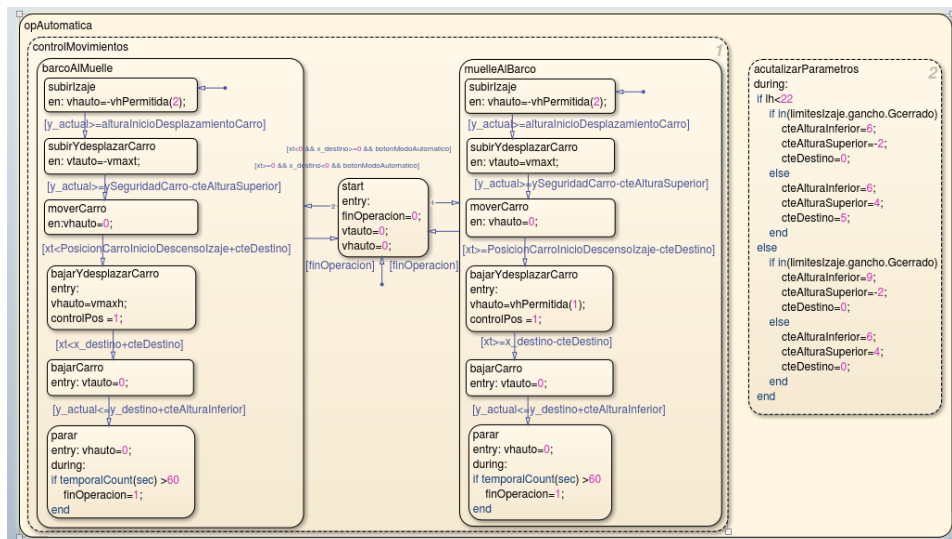 opAutomatica
controlMovimientos
1
barcoAlMuelle
subirIzaje
en: vhauto=-vhPermitida(2);
[y_actual>=alturaInicioDesplazamientoCarro]
subirYdesplazarCarro
en: vtauto=-vmaxt;
[y_actual>=ySeguridadCarro-cteAlturaSuperior]
moverCarro
en:vhauto=0;
[xt<PosicionCarroInicioDescensoIzaje+cteDestino]
bajarYdesplazarCarro
entry:
vhauto=vmaxh;
controlPos =1;
[xt<x_destino+cteDestino]
bajarCarro
entry: vtauto=0;
[y_actual<=y_destino+cteAlturaInferior]
parar
entry: vhauto=0;
during:
if temporalCount(sec) >60
finOperacion=1;
end
[xt<0 && x_destino>=0 && botonModoAutomatico]
[xt>=0 && x_destino<0 && botonModoAutomatico]
2
1
start
entry:
finOperacion=0;
vtauto=0;
vhauto=0;
[finOperacion]
[finOperacion]
muelleAlBarco
subirIzaje
en: vhauto=-vhPermitida(2);
[y_actual>=alturaInicioDesplazamientoCarro]
subirYdesplazarCarro
en: vtauto=vmaxt;
[y_actual>=ySeguridadCarro-cteAlturaSuperior]
moverCarro
en: vhauto=0;
[xt>=PosicionCarroInicioDescensoIzaje-cteDestino]
bajarYdesplazarCarro
entry:
vhauto=vhPermitida(1);
controlPos =1;
[xt>=x_destino-cteDestino]
bajarCarro
entry: vtauto=0;
[y_actual<=y_destino+cteAlturaInferior]
parar
entry: vhauto=0;
during:
if temporalCount(sec) >60
finOperacion=1;
end
2
acutalizarParametros
during:
if lh<22
if in(limitesIzaje.gancho.Gcerrado)
cteAlturaInferior=6;
cteAlturaSuperior=-2;
cteDestino=0;
else
cteAlturaInferior=6;
cteAlturaSuperior=4;
cteDestino=5;
end
else
if in(limitesIzaje.gancho.Gcerrado)
cteAlturaInferior=9;
cteAlturaSuperior=-2;
cteDestino=0;
else
cteAlturaInferior=6;
cteAlturaSuperior=4;
cteDestino=0;
end
end